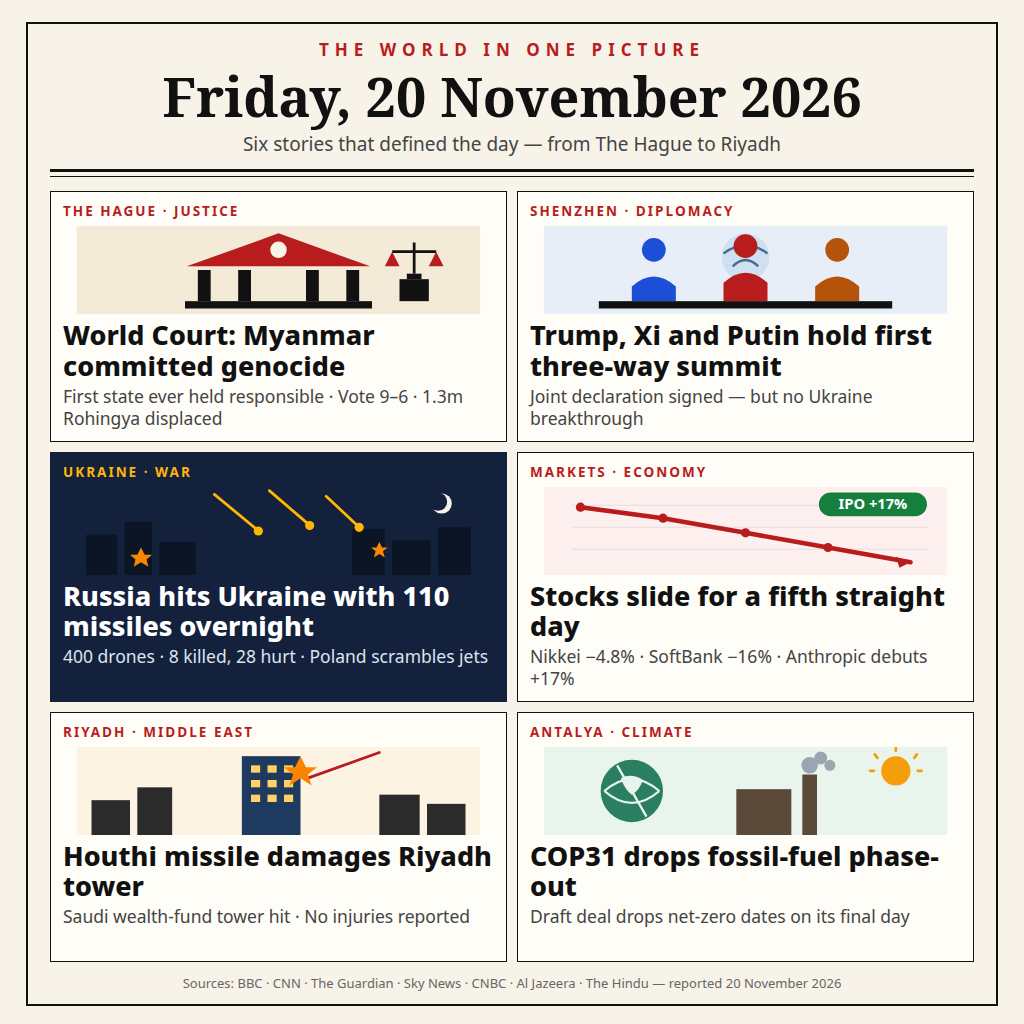 THE WORLD IN ONE PICTURE
Friday, 20 November 2026
Six stories that defined the day — from The Hague to Riyadh
THE HAGUE · JUSTICE
World Court: Myanmar
committed genocide
First state ever held responsible · Vote 9–6 · 1.3m
Rohingya displaced
SHENZHEN · DIPLOMACY
Trump, Xi and Putin hold first
three-way summit
Joint declaration signed — but no Ukraine
breakthrough
UKRAINE · WAR
Russia hits Ukraine with 110
missiles overnight
400 drones · 8 killed, 28 hurt · Poland scrambles jets
MARKETS · ECONOMY
IPO +17%
Stocks slide for a fifth straight
day
Nikkei −4.8% · SoftBank −16% · Anthropic debuts
+17%
RIYADH · MIDDLE EAST
Houthi missile damages Riyadh
tower
Saudi wealth-fund tower hit · No injuries reported
ANTALYA · CLIMATE
COP31 drops fossil-fuel phase-
out
Draft deal drops net-zero dates on its final day
Sources: BBC · CNN · The Guardian · Sky News · CNBC · Al Jazeera · The Hindu — reported 20 November 2026